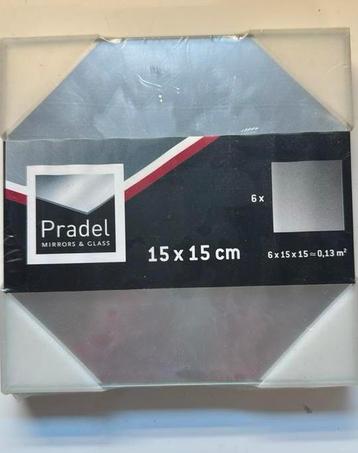 6 x
Pradel
MIRRORS & GLASS
15 x 15 cm
6 x 15 x 15 ≈ 0,13 m²